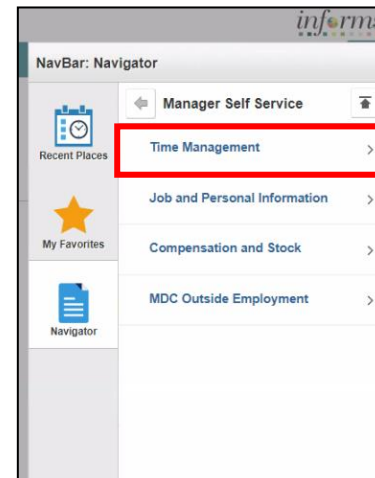 NavBar: Navigator
Manager Self Service
Recent Places
Time Management
Job and Personal Information
My Favorites
Compensation and Stock
MDC Outside Employment
Navigator